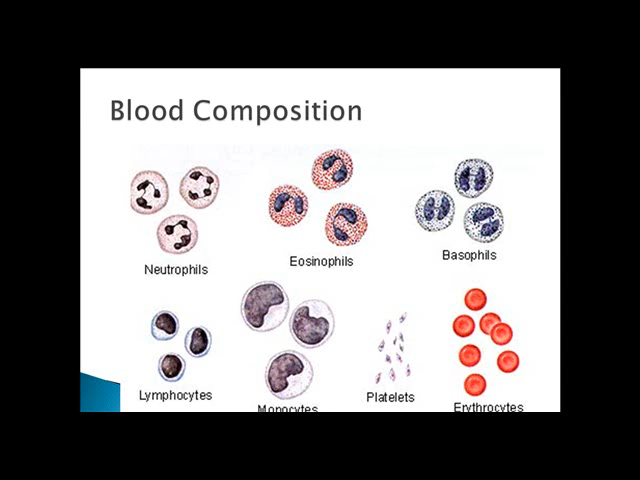 Blood Composition
Neutrophils
Eosinophils
Basophils
Lymphocytes
Monocytes
Platelets
Erythrocytes